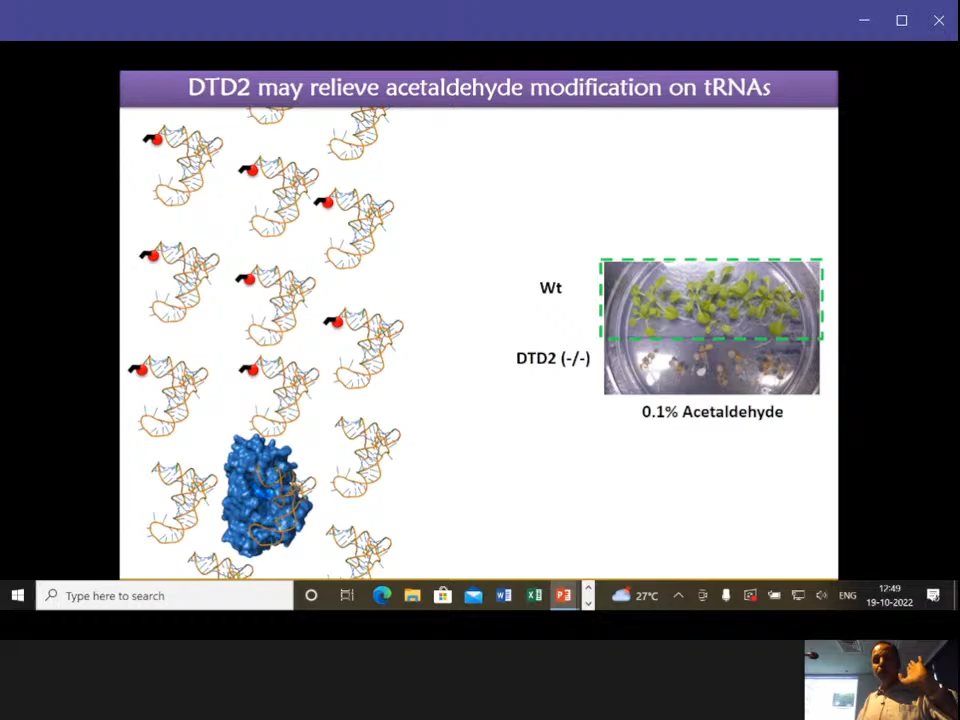 DTD2 may relieve acetaldehyde modification on tRNAs
Wt
DTD2 (-/-)
0.1% Acetaldehyde
Type here to search
27°C
ENG
12:49
19-10-2022